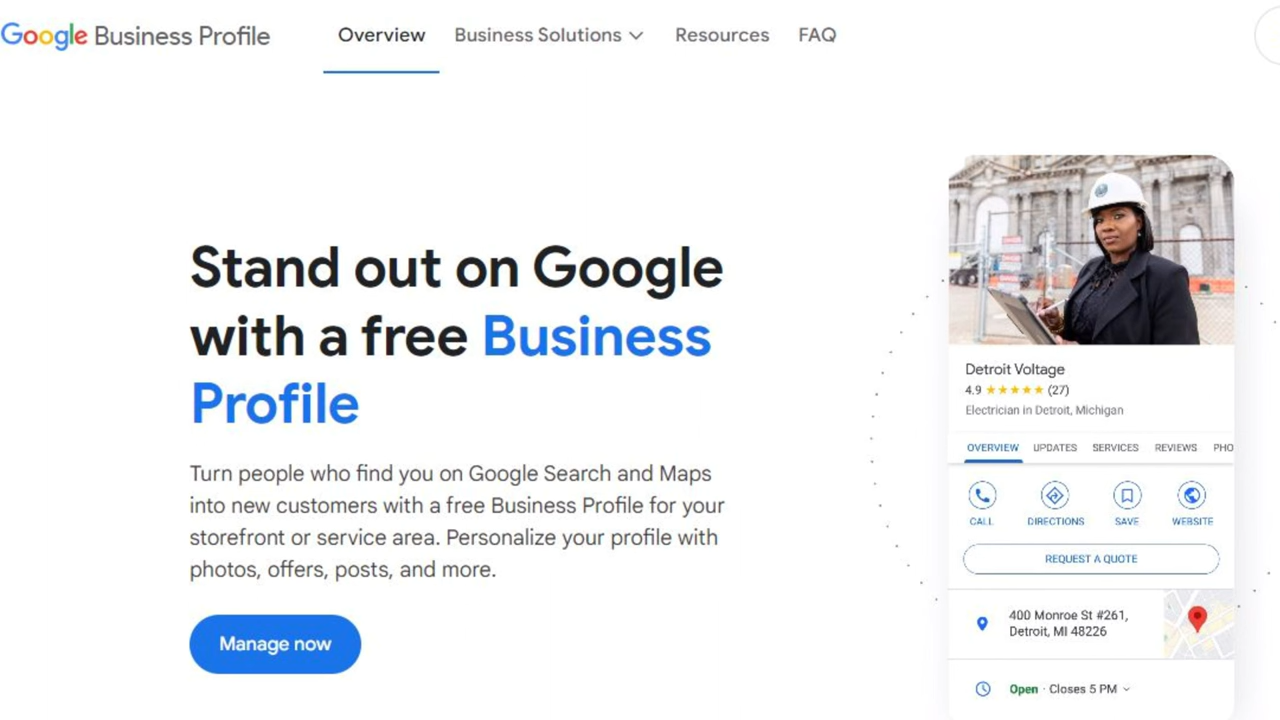 Google Business Profile
Overview
Business Solutions
Resources
FAQ
Stand out on Google
with a free Business
Profile
Turn people who find you on Google Search and Maps
into new customers with a free Business Profile for your
storefront or service area. Personalize your profile with
photos, offers, posts, and more.
Manage now
Detroit Voltage
4.9 ★★★★★ (27)
Electrician in Detroit, Michigan
OVERVIEW
UPDATES
SERVICES
REVIEWS
PHO
CALL
DIRECTIONS
SAVE
WEBSITE
REQUEST A QUOTE
400 Monroe St #261,
Detroit, MI 48226
Open · Closes 5 PM